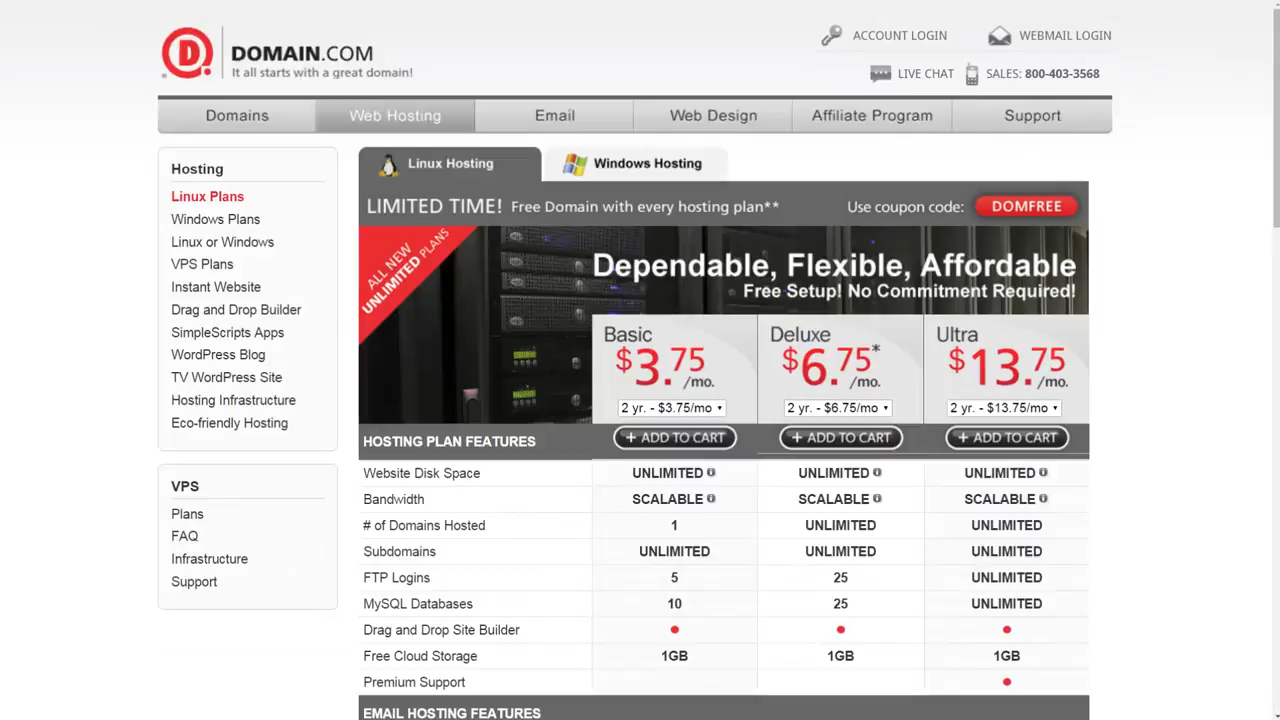 ACCOUNT LOGIN
WEBMAIL LOGIN
D
DOMAIN.COM
It all starts with a great domain!
LIVE CHAT
SALES: 800-403-3568
Domains
Web Hosting
Email
Web Design
Affiliate Program
Support
Hosting
Linux Plans
Windows Plans
Linux or Windows
VPS Plans
Instant Website
Drag and Drop Builder
SimpleScripts Apps
WordPress Blog
TV WordPress Site
Hosting Infrastructure
Eco-friendly Hosting
VPS
Plans
FAQ
Infrastructure
Support
Linux Hosting
Windows Hosting
LIMITED TIME! Free Domain with every hosting plan**
Use coupon code: DOMFREE
ALL NEW
UNLIMITED PLANS
Dependable, Flexible, Affordable
Free Setup! No Commitment Required!
Basic
$3.75
/mo.
2 yr. - $3.75/mo
Deluxe
$6.75*
/mo.
2 yr. - $6.75/mo
Ultra
$13.75
/mo.
2 yr. - $13.75/mo
HOSTING PLAN FEATURES
+ ADD TO CART
+ ADD TO CART
+ ADD TO CART
Website Disk Space UNLIMITED UNLIMITED UNLIMITED
Bandwidth SCALABLE SCALABLE SCALABLE
# of Domains Hosted 1 UNLIMITED UNLIMITED
Subdomains UNLIMITED UNLIMITED UNLIMITED
FTP Logins 5 25 UNLIMITED
MySQL Databases 10 25 UNLIMITED
Drag and Drop Site Builder
Free Cloud Storage 1GB 1GB 1GB
Premium Support
EMAIL HOSTING FEATURES